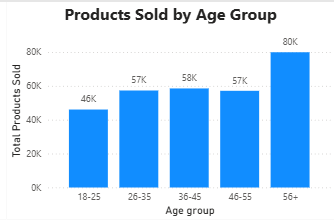 Products Sold by Age Group
Total Products Sold
80K
60K
40K
20K
0K
46K
57K
58K
57K
80K
18-25
26-35
36-45
46-55
56+
Age group